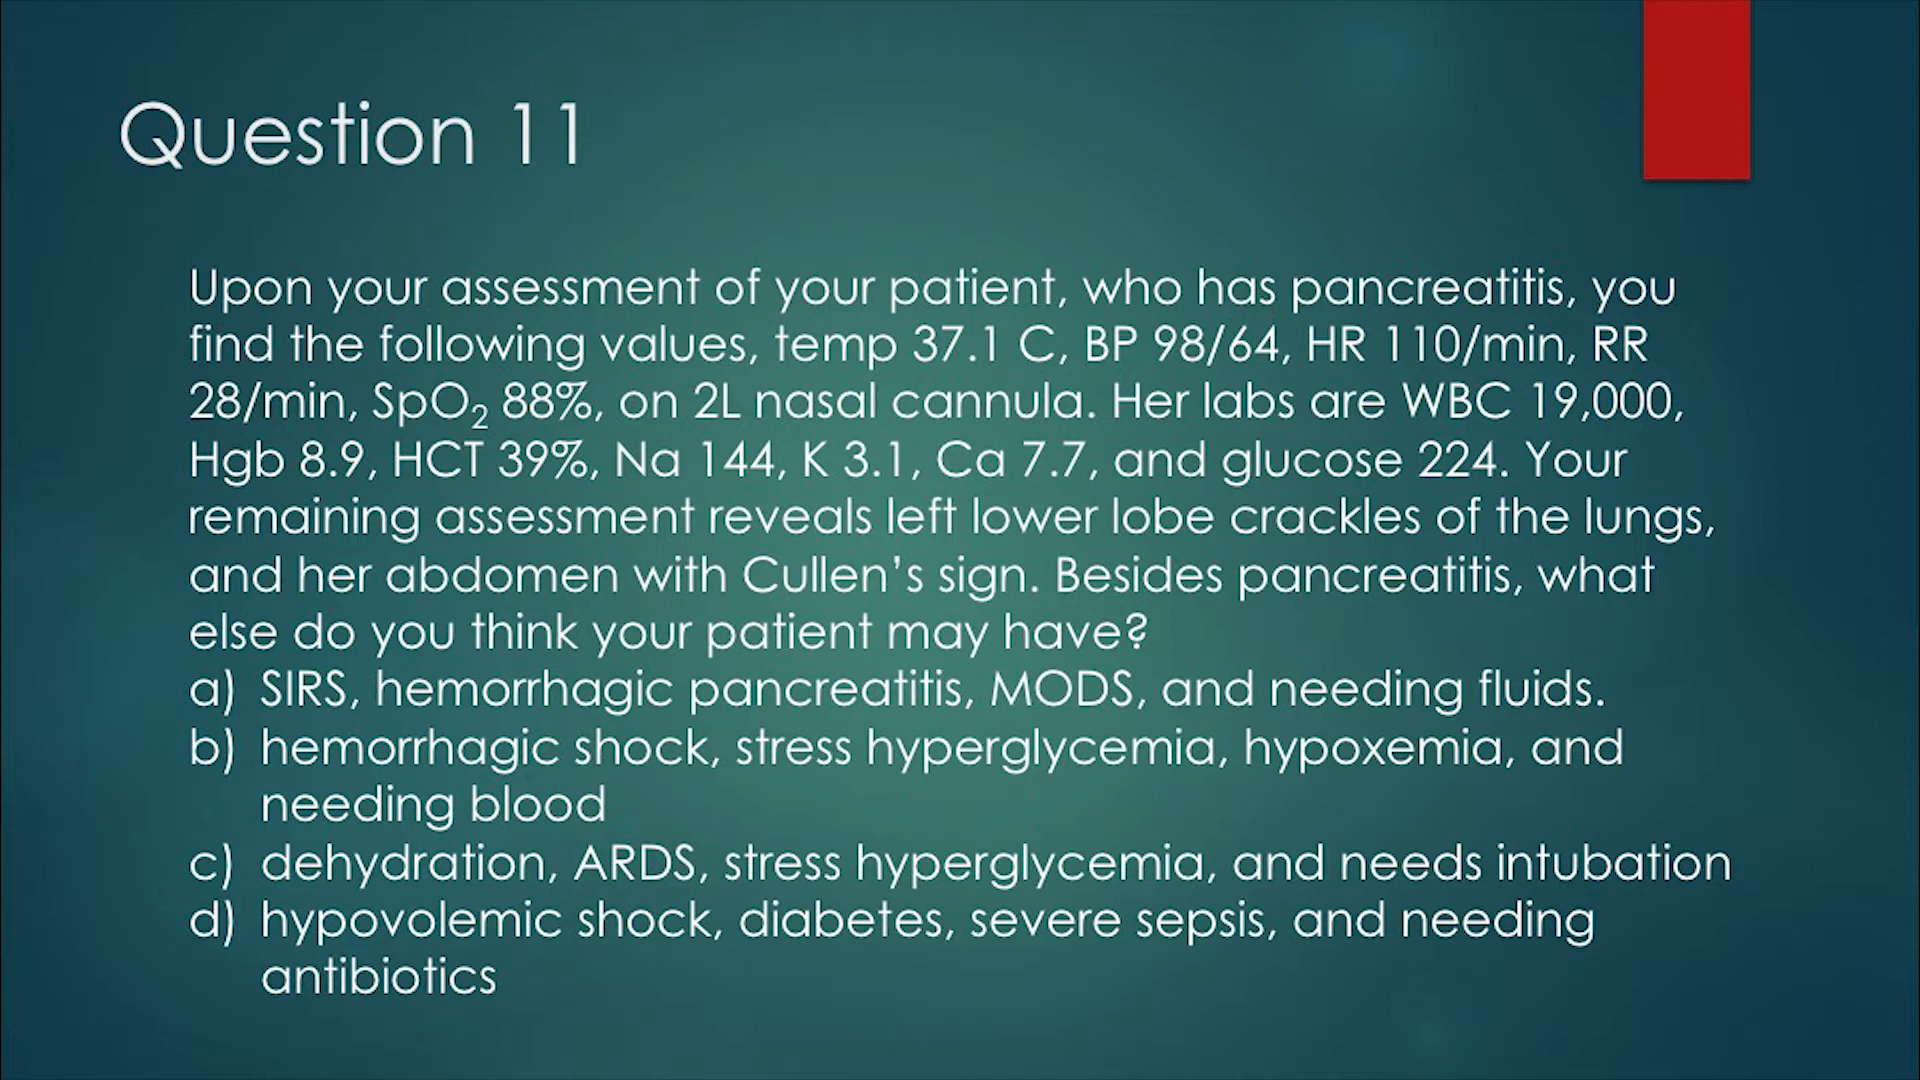 Question 11
Upon your assessment of your patient, who has pancreatitis, you
find the following values, temp 37.1 C, BP 98/64, HR 110/min, RR
28/min, SpO₂ 88%, on 2L nasal cannula. Her labs are WBC 19,000,
Hgb 8.9, HCT 39%, Na 144, K 3.1, Ca 7.7, and glucose 224. Your
remaining assessment reveals left lower lobe crackles of the lungs,
and her abdomen with Cullen’s sign. Besides pancreatitis, what
else do you think your patient may have?
a) SIRS, hemorrhagic pancreatitis, MODS, and needing fluids.
b) hemorrhagic shock, stress hyperglycemia, hypoxemia, and
needing blood
c) dehydration, ARDS, stress hyperglycemia, and needs intubation
d) hypovolemic shock, diabetes, severe sepsis, and needing
antibiotics